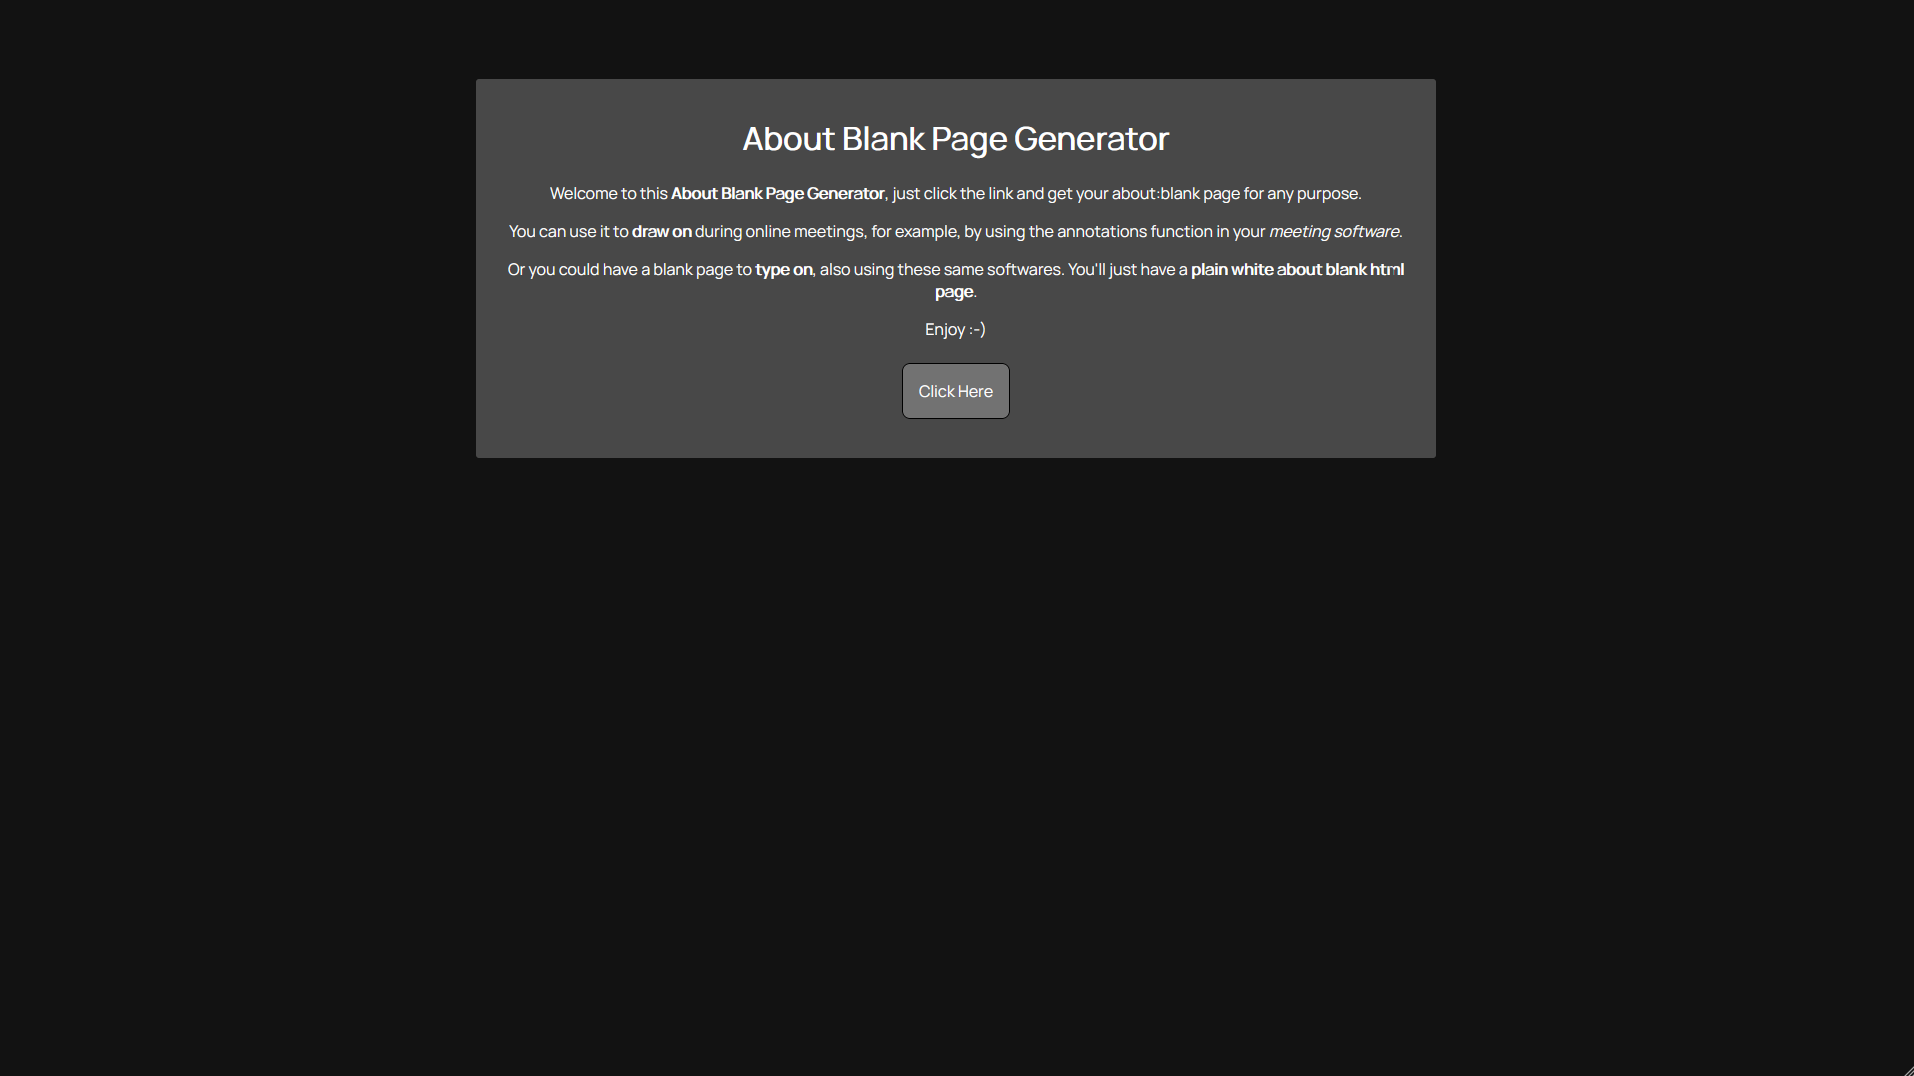 About Blank Page Generator
Welcome to this About Blank Page Generator, just click the link and get your about:blank page for any purpose.
You can use it to draw on during online meetings, for example, by using the annotations function in your meeting software.
Or you could have a blank page to type on, also using these same softwares. You'll just have a plain white about blank html
page.
Enjoy :-)
Click Here